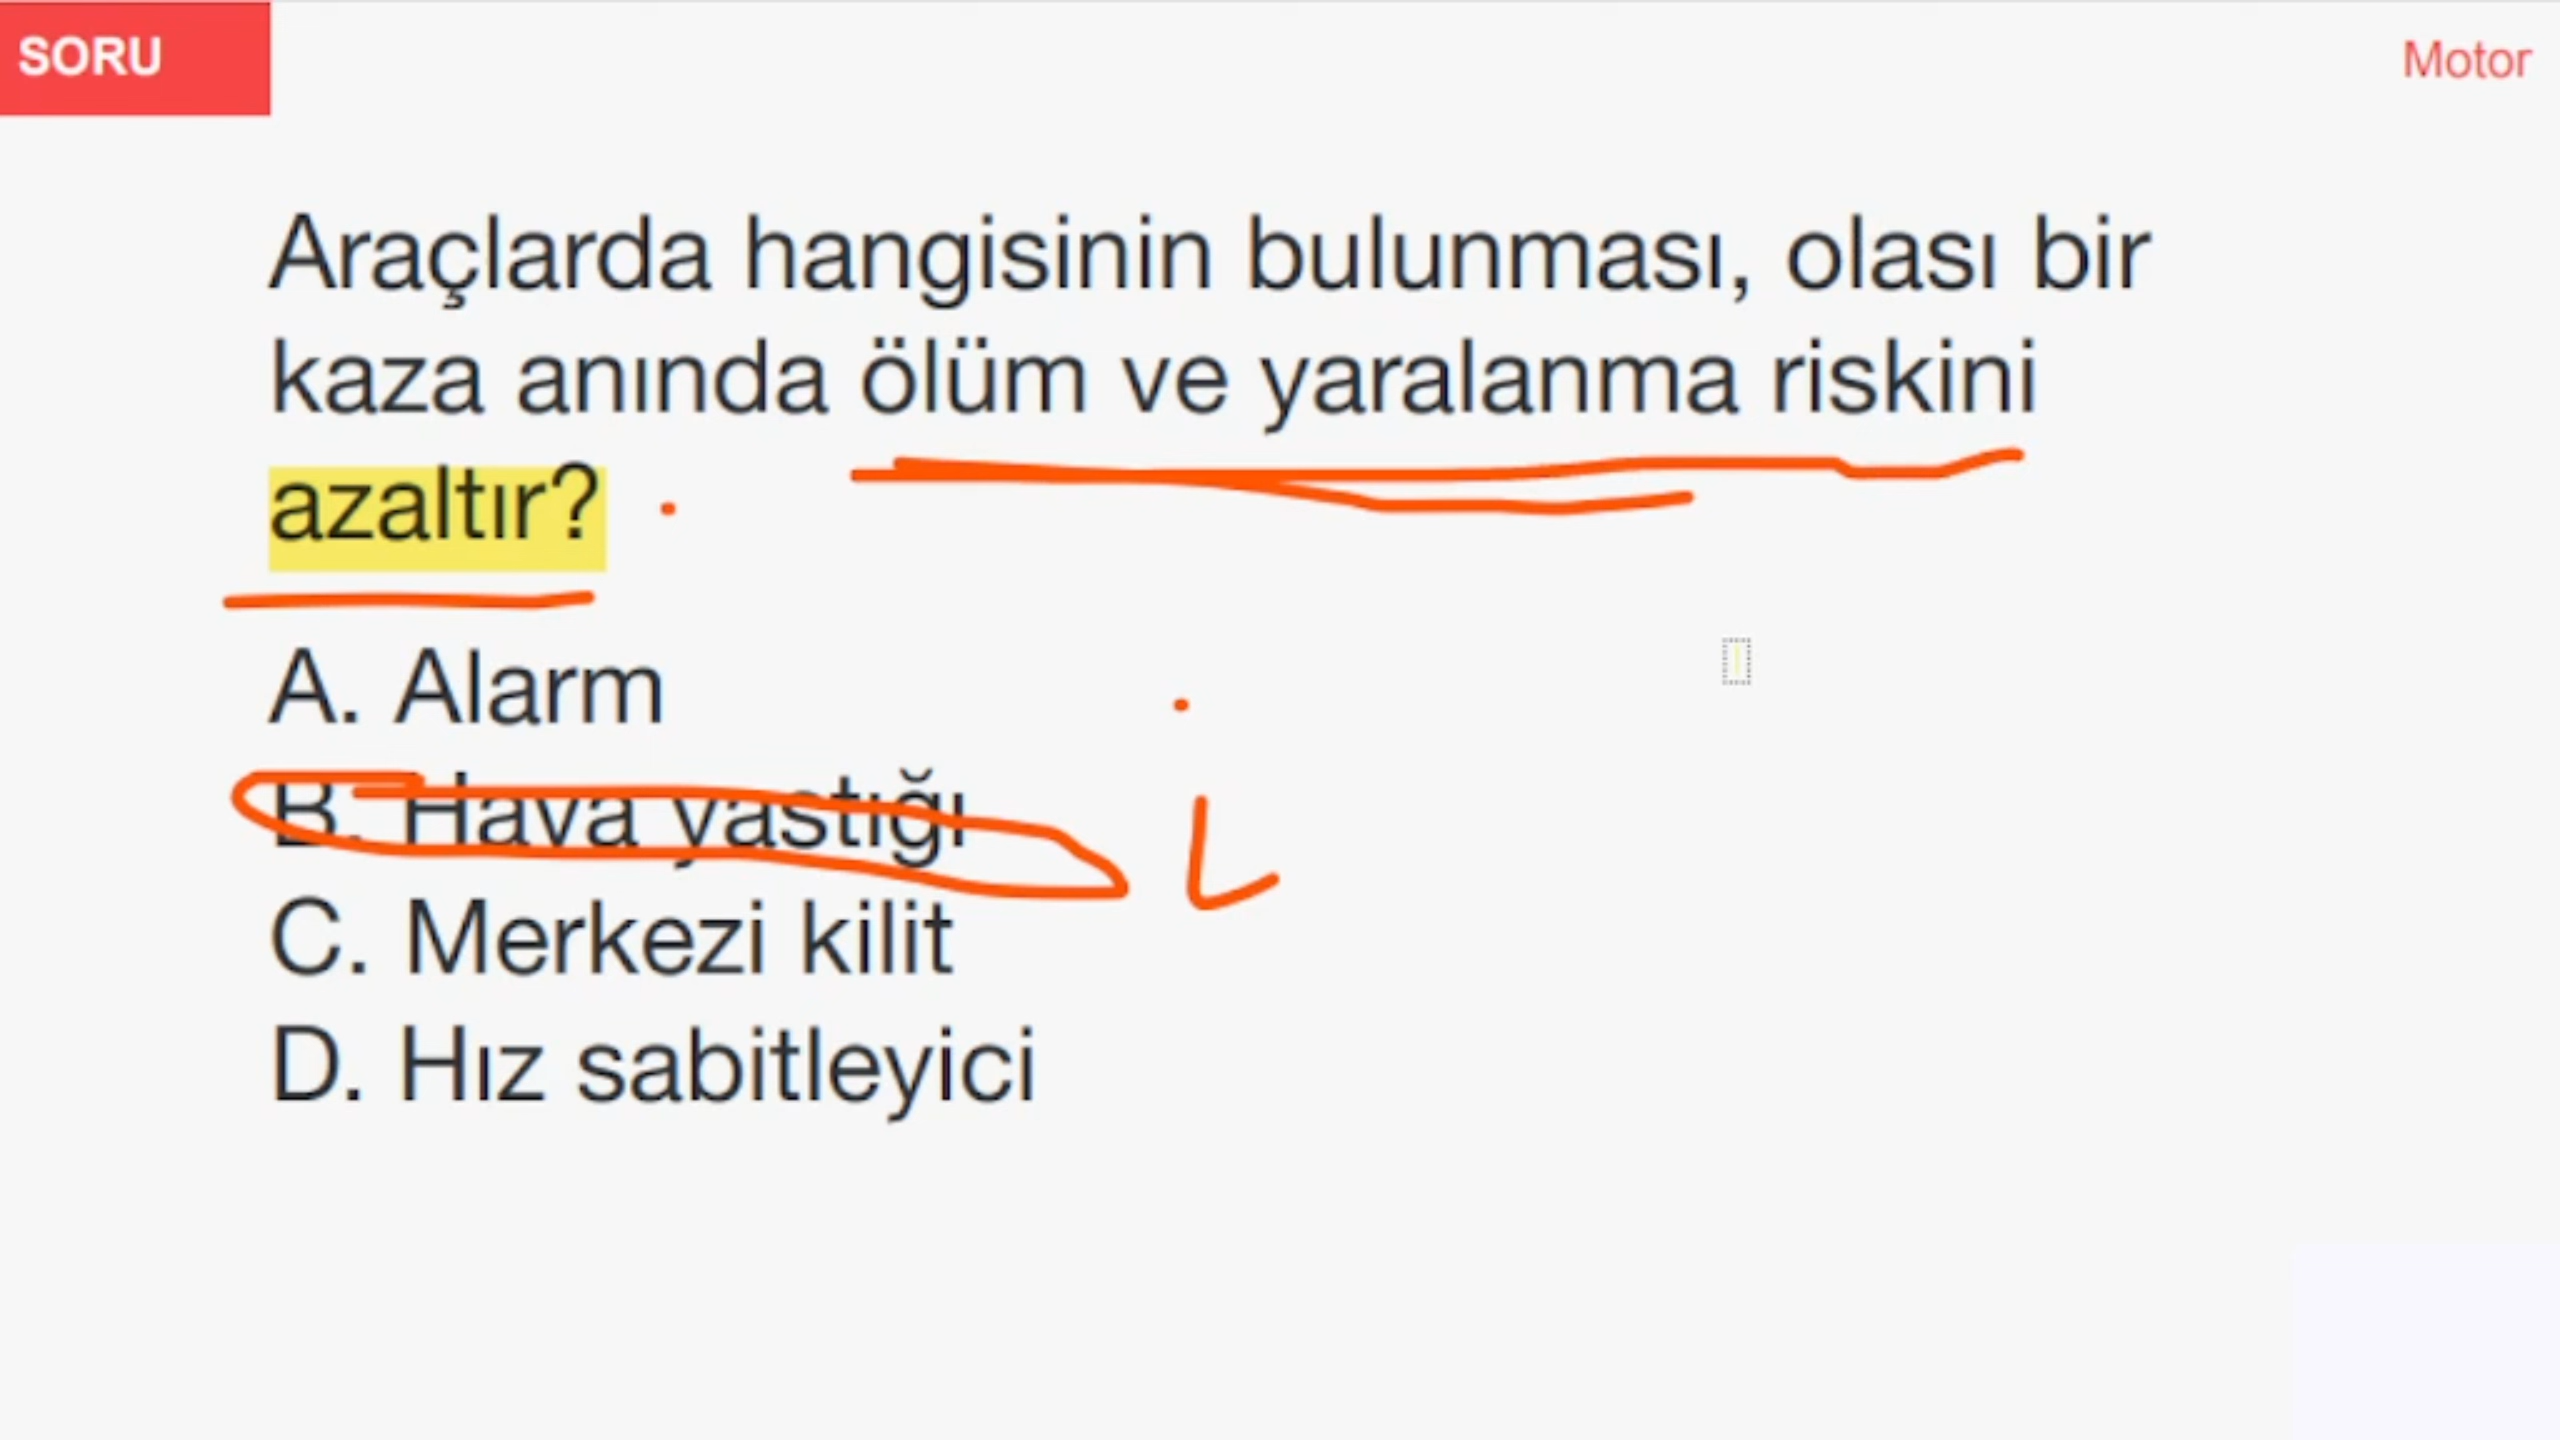 SORU
Motor
Araçlarda hangisinin bulunması, olası bir
kaza anında ölüm ve yaralanma riskini
azaltır?
A. Alarm
B. Hava yastığı
C. Merkezi kilit
D. Hız sabitleyici